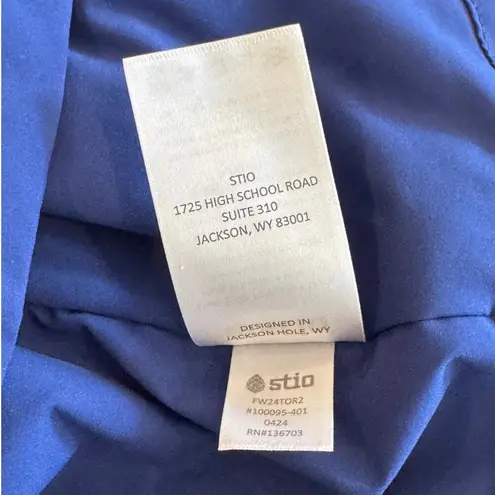 STIO
1725 HIGH SCHOOL ROAD
SUITE 310
JACKSON, WY 83001
DESIGNED IN
JACKSON HOLE, WY
stio
FW24TOR2
#100095-401
0424
RN#136703